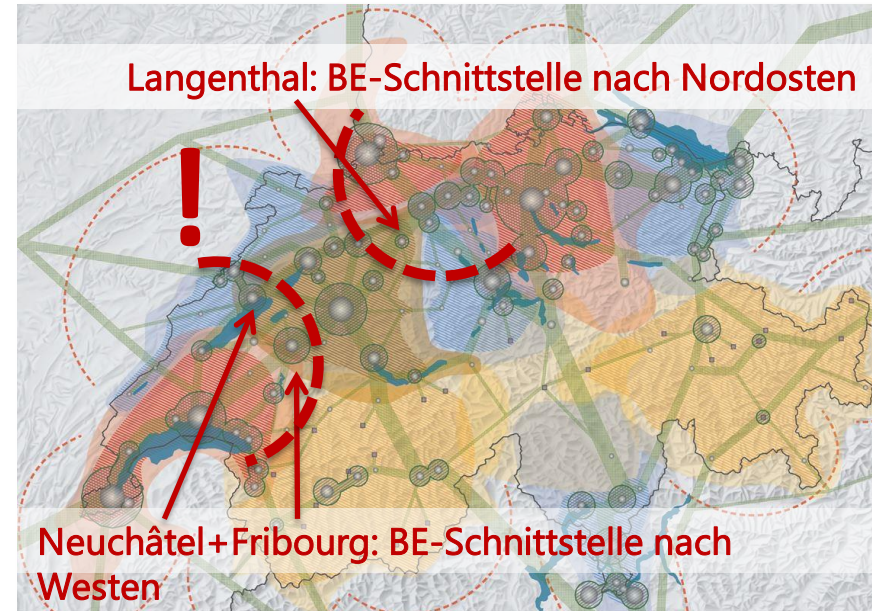 Langenthal: BE-Schnittstelle nach Nordosten
!
Neuchâtel+Fribourg: BE-Schnittstelle nach
Westen